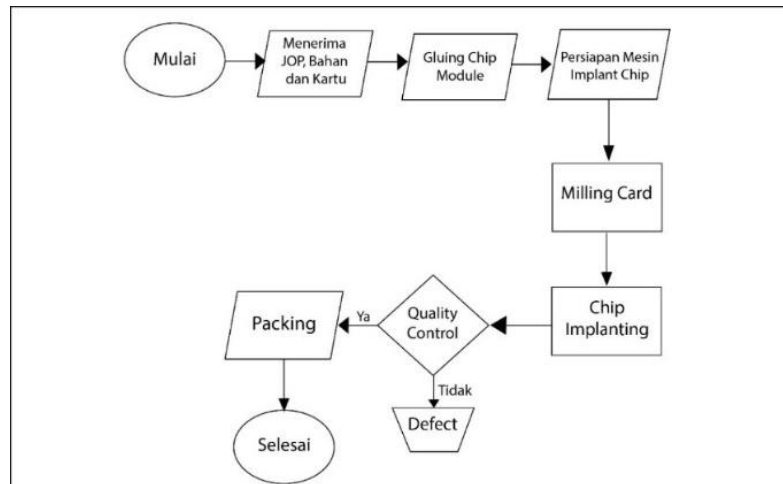 Mulai
Menerima
JOP, Bahan
dan Kartu
Gluing Chip
Module
Persiapan Mesin
Implant Chip
Milling Card
Chip
Implanting
Quality
Control
Ya
Packing
Tidak
Defect
Selesai